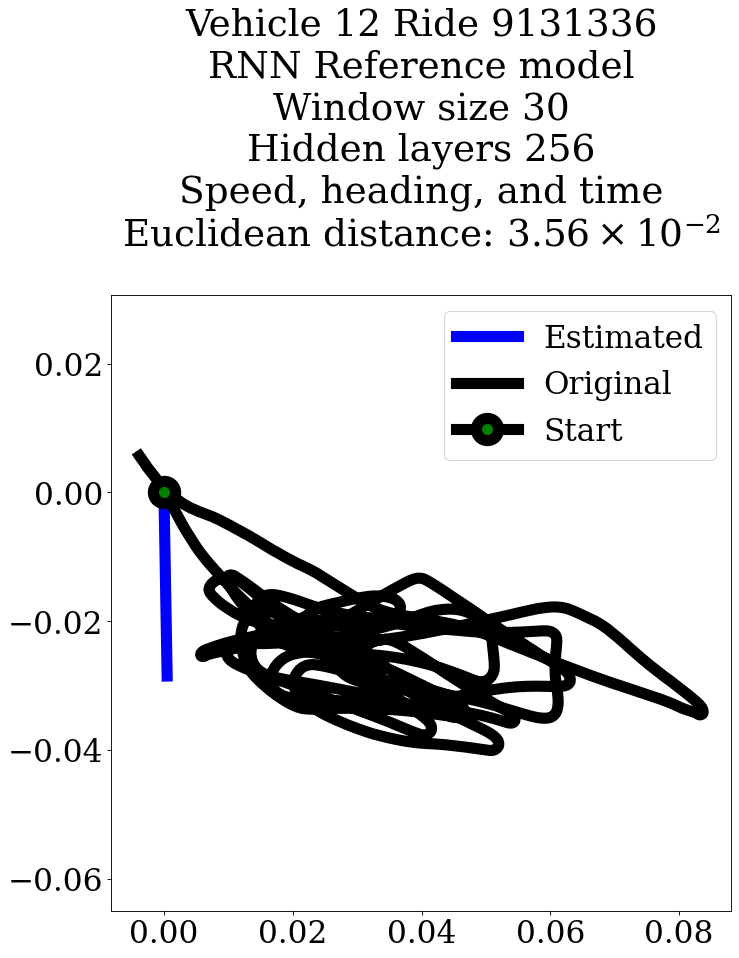 Vehicle 12 Ride 9131336
RNN Reference model
Window size 30
Hidden layers 256
Speed, heading, and time
Euclidean distance: 3.56 × 10⁻²
Estimated
Original
Start
0.02
0.00
−0.02
−0.04
−0.06
0.00 0.02 0.04 0.06 0.08